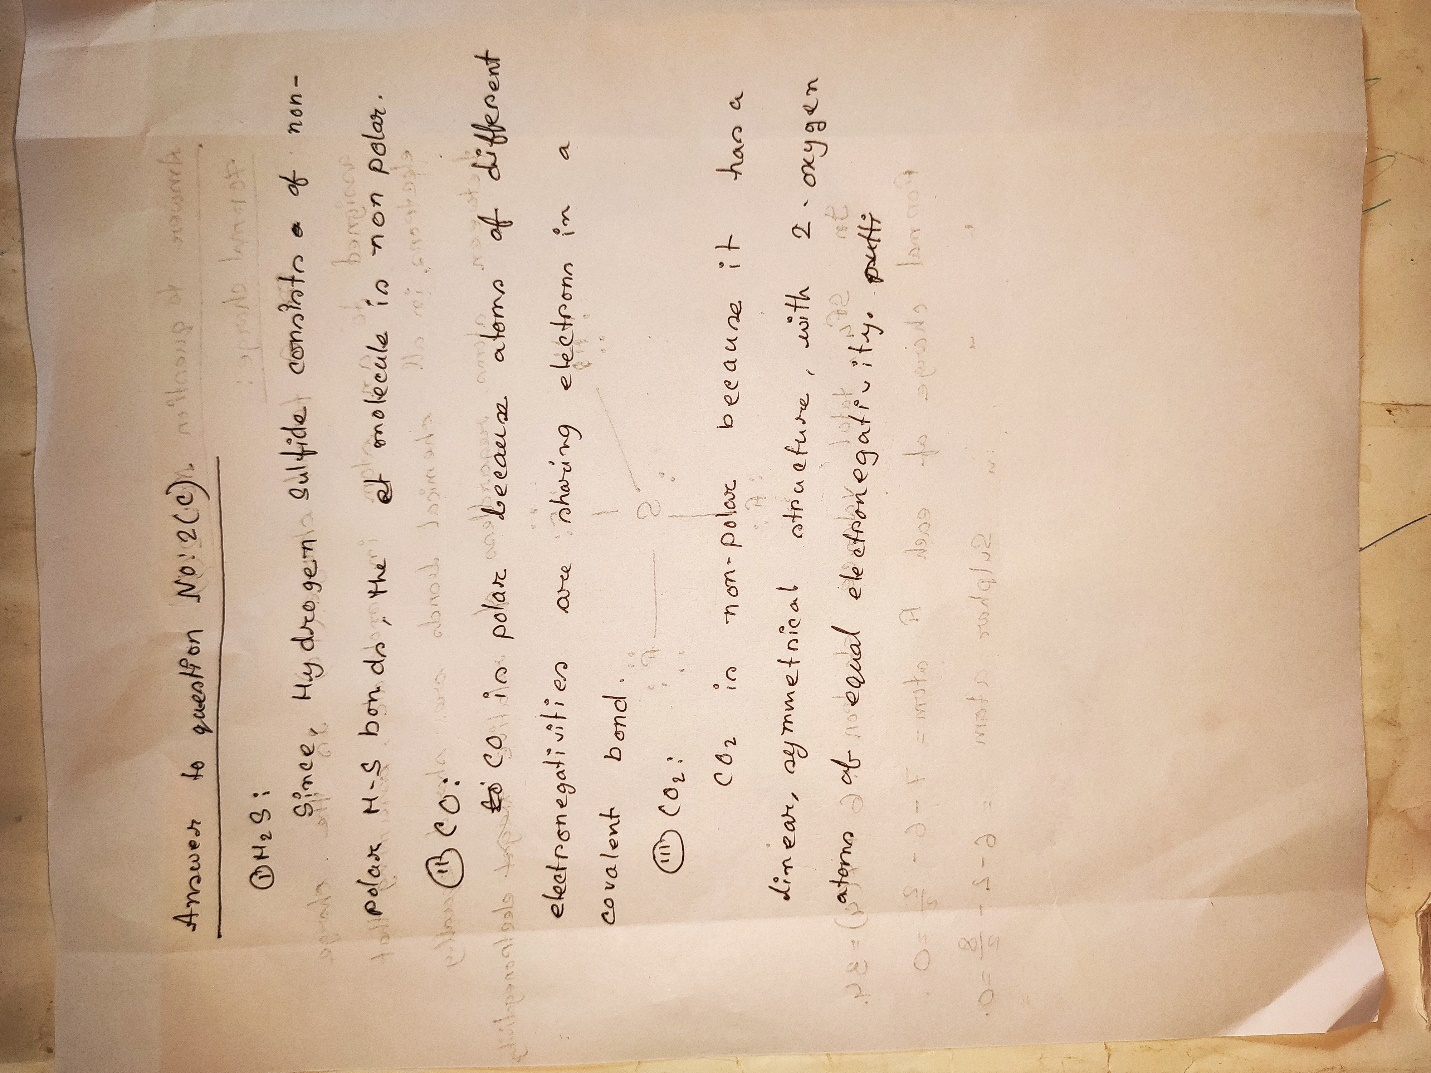 Answer to question No: 2(C).
(i) H2S:
Since, Hydrogen sulfide consists of non-
polar H-S bonds, the molecule is non polar.
(ii) CO:
CO is polar because atoms of different
electronegativities are sharing electrons in a
covalent bond.
(iii) CO2:
CO2 is non-polar because it has a
linear, symmetrical structure, with 2 oxygen
atoms of equal electronegativity.